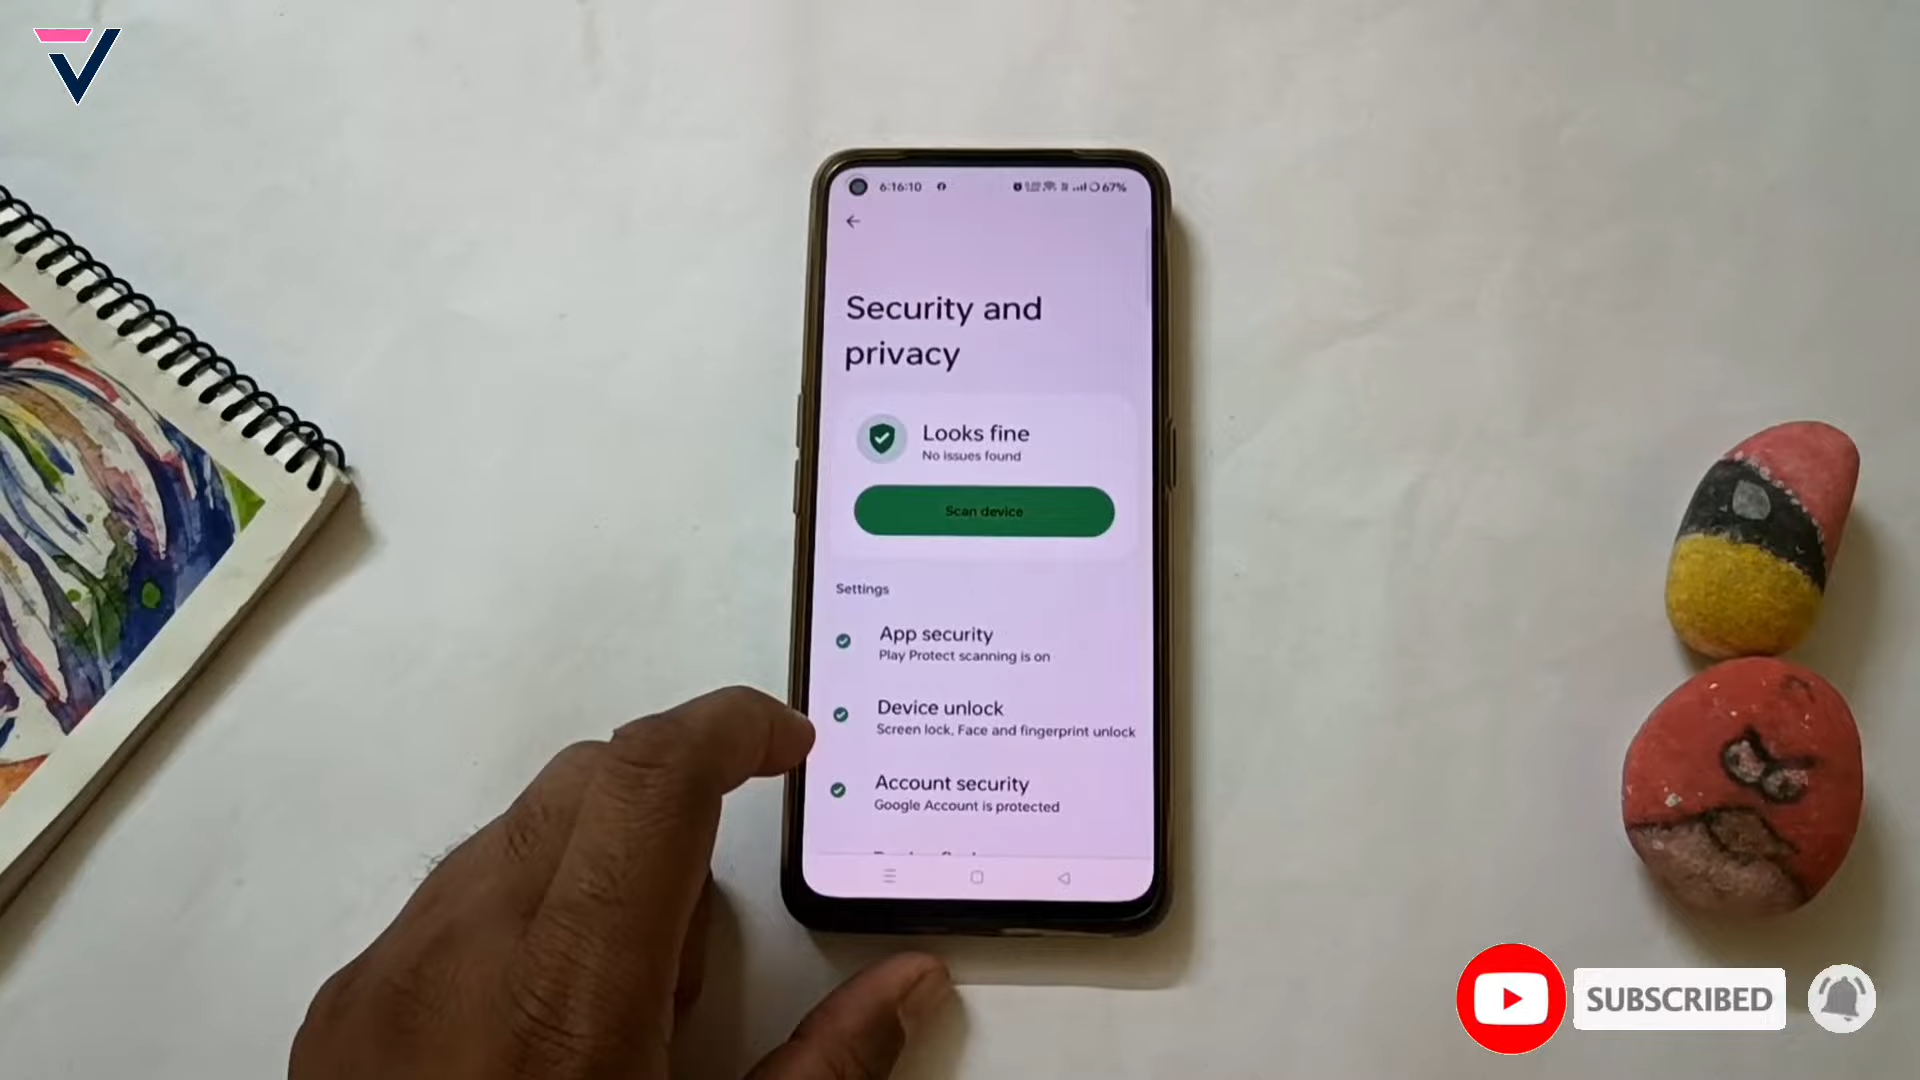 6:16:10
67%
Security and
privacy
Looks fine
No issues found
Scan device
Settings
App security
Play Protect scanning is on
Device unlock
Screen lock, Face and fingerprint unlock
Account security
Google Account is protected
SUBSCRIBED